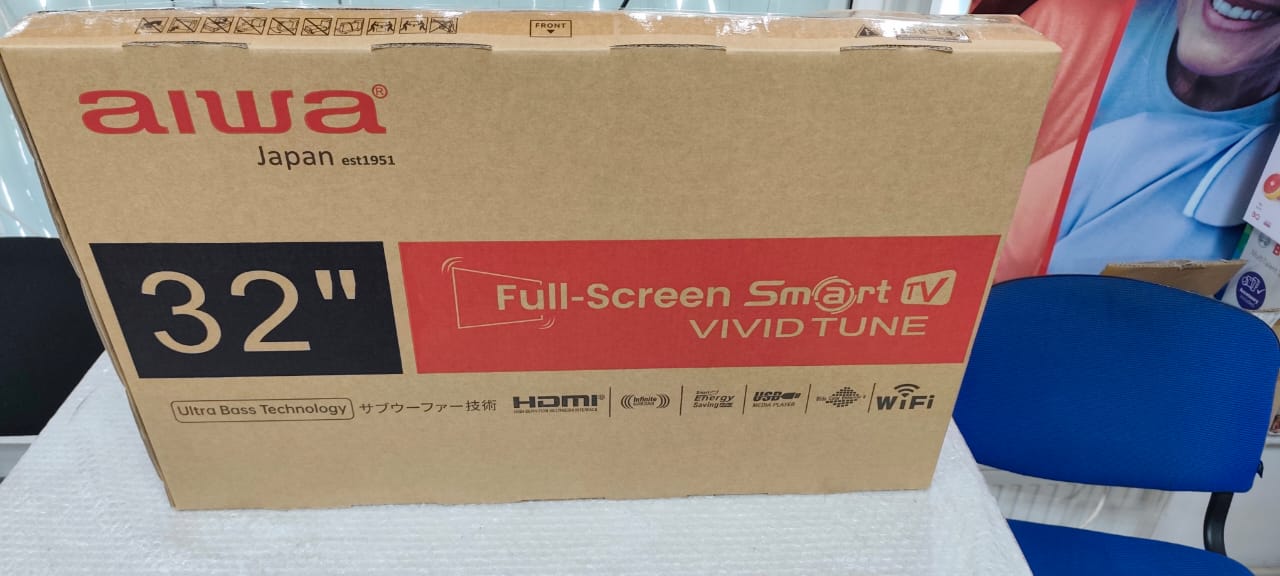 FRONT
aiwa®
Japan est1951
32"
Full-Screen Smart TV
VIVID TUNE
Ultra Bass Technology サブウーファー技術
HDMI®
Infinite
Energy
Saving
USB
MEDIA PLAYER
WiFi